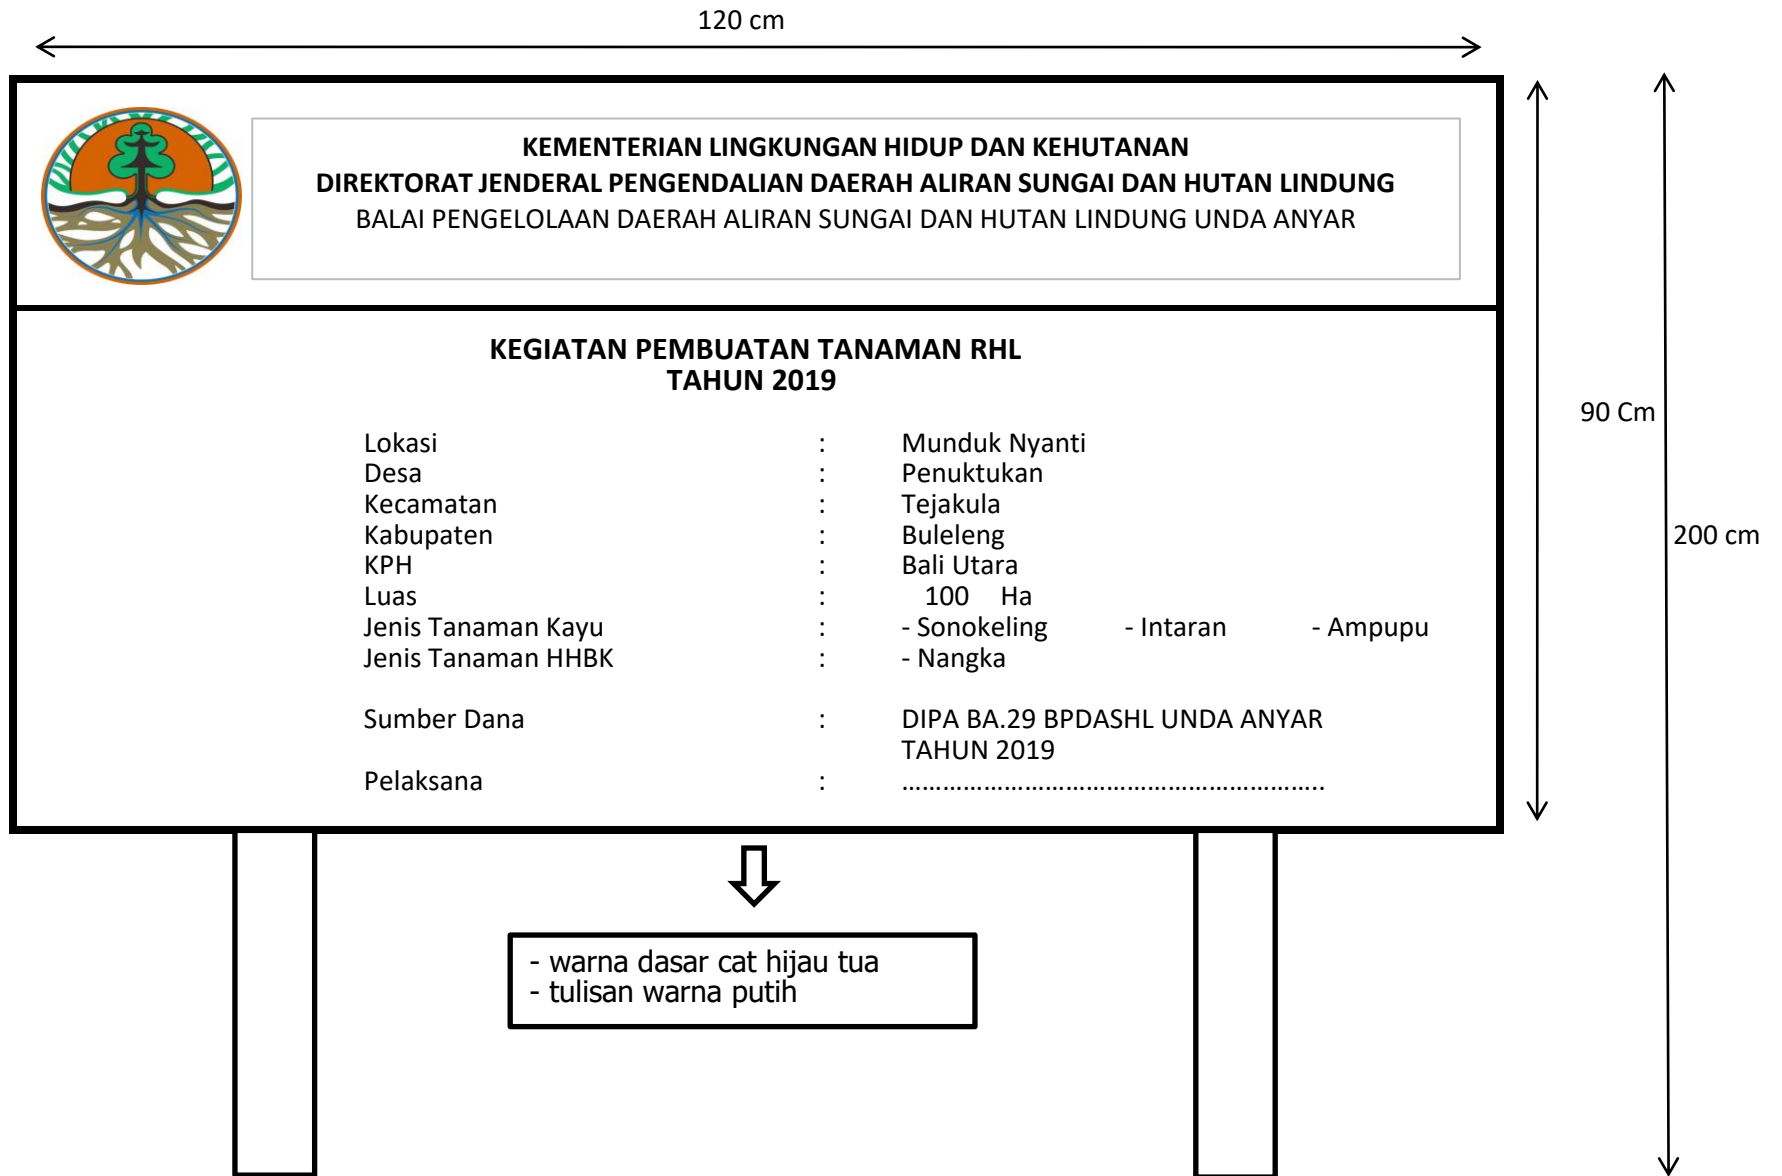 120 cm
KEMENTERIAN LINGKUNGAN HIDUP DAN KEHUTANAN
DIREKTORAT JENDERAL PENGENDALIAN DAERAH ALIRAN SUNGAI DAN HUTAN LINDUNG
BALAI PENGELOLAAN DAERAH ALIRAN SUNGAI DAN HUTAN LINDUNG UNDA ANYAR
KEGIATAN PEMBUATAN TANAMAN RHL
TAHUN 2019
90 Cm
Lokasi : Munduk Nyanti
Desa : Penuktukan
Kecamatan : Tejakula
Kabupaten : Buleleng
200 cm
KPH : Bali Utara
Luas : 100 Ha
Jenis Tanaman Kayu : - Sonokeling - Intaran - Ampupu
Jenis Tanaman HHBK : - Nangka
Sumber Dana : DIPA BA.29 BPDASHL UNDA ANYAR
TAHUN 2019
Pelaksana : ……………………………………………………..
- warna dasar cat hijau tua
- tulisan warna putih